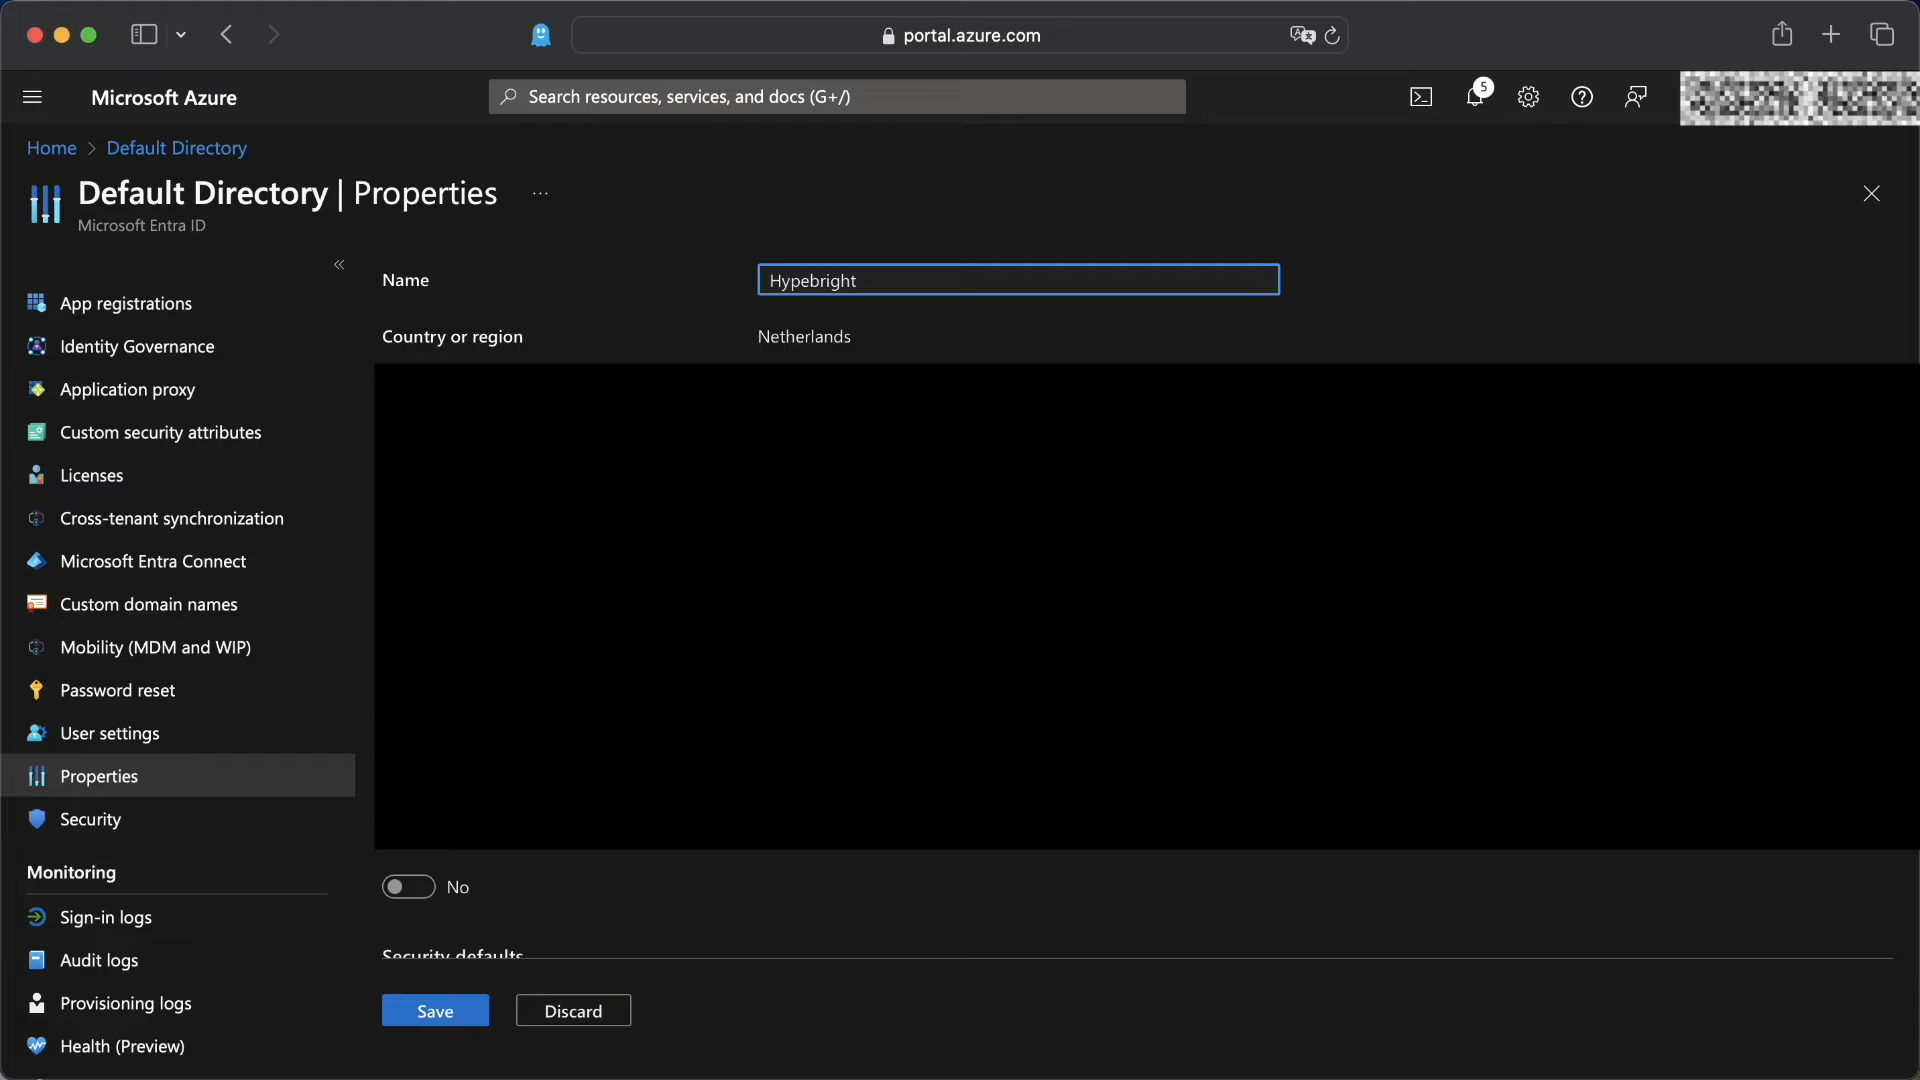 portal.azure.com
Microsoft Azure
Search resources, services, and docs (G+/)
5
Home > Default Directory
Default Directory | Properties
...
Microsoft Entra ID
«
Name
Hypebright
Country or region
Netherlands
App registrations
Identity Governance
Application proxy
Custom security attributes
Licenses
Cross-tenant synchronization
Microsoft Entra Connect
Custom domain names
Mobility (MDM and WIP)
Password reset
User settings
Properties
Security
Monitoring
Sign-in logs
Audit logs
Provisioning logs
Health (Preview)
No
Security defaults
Save
Discard